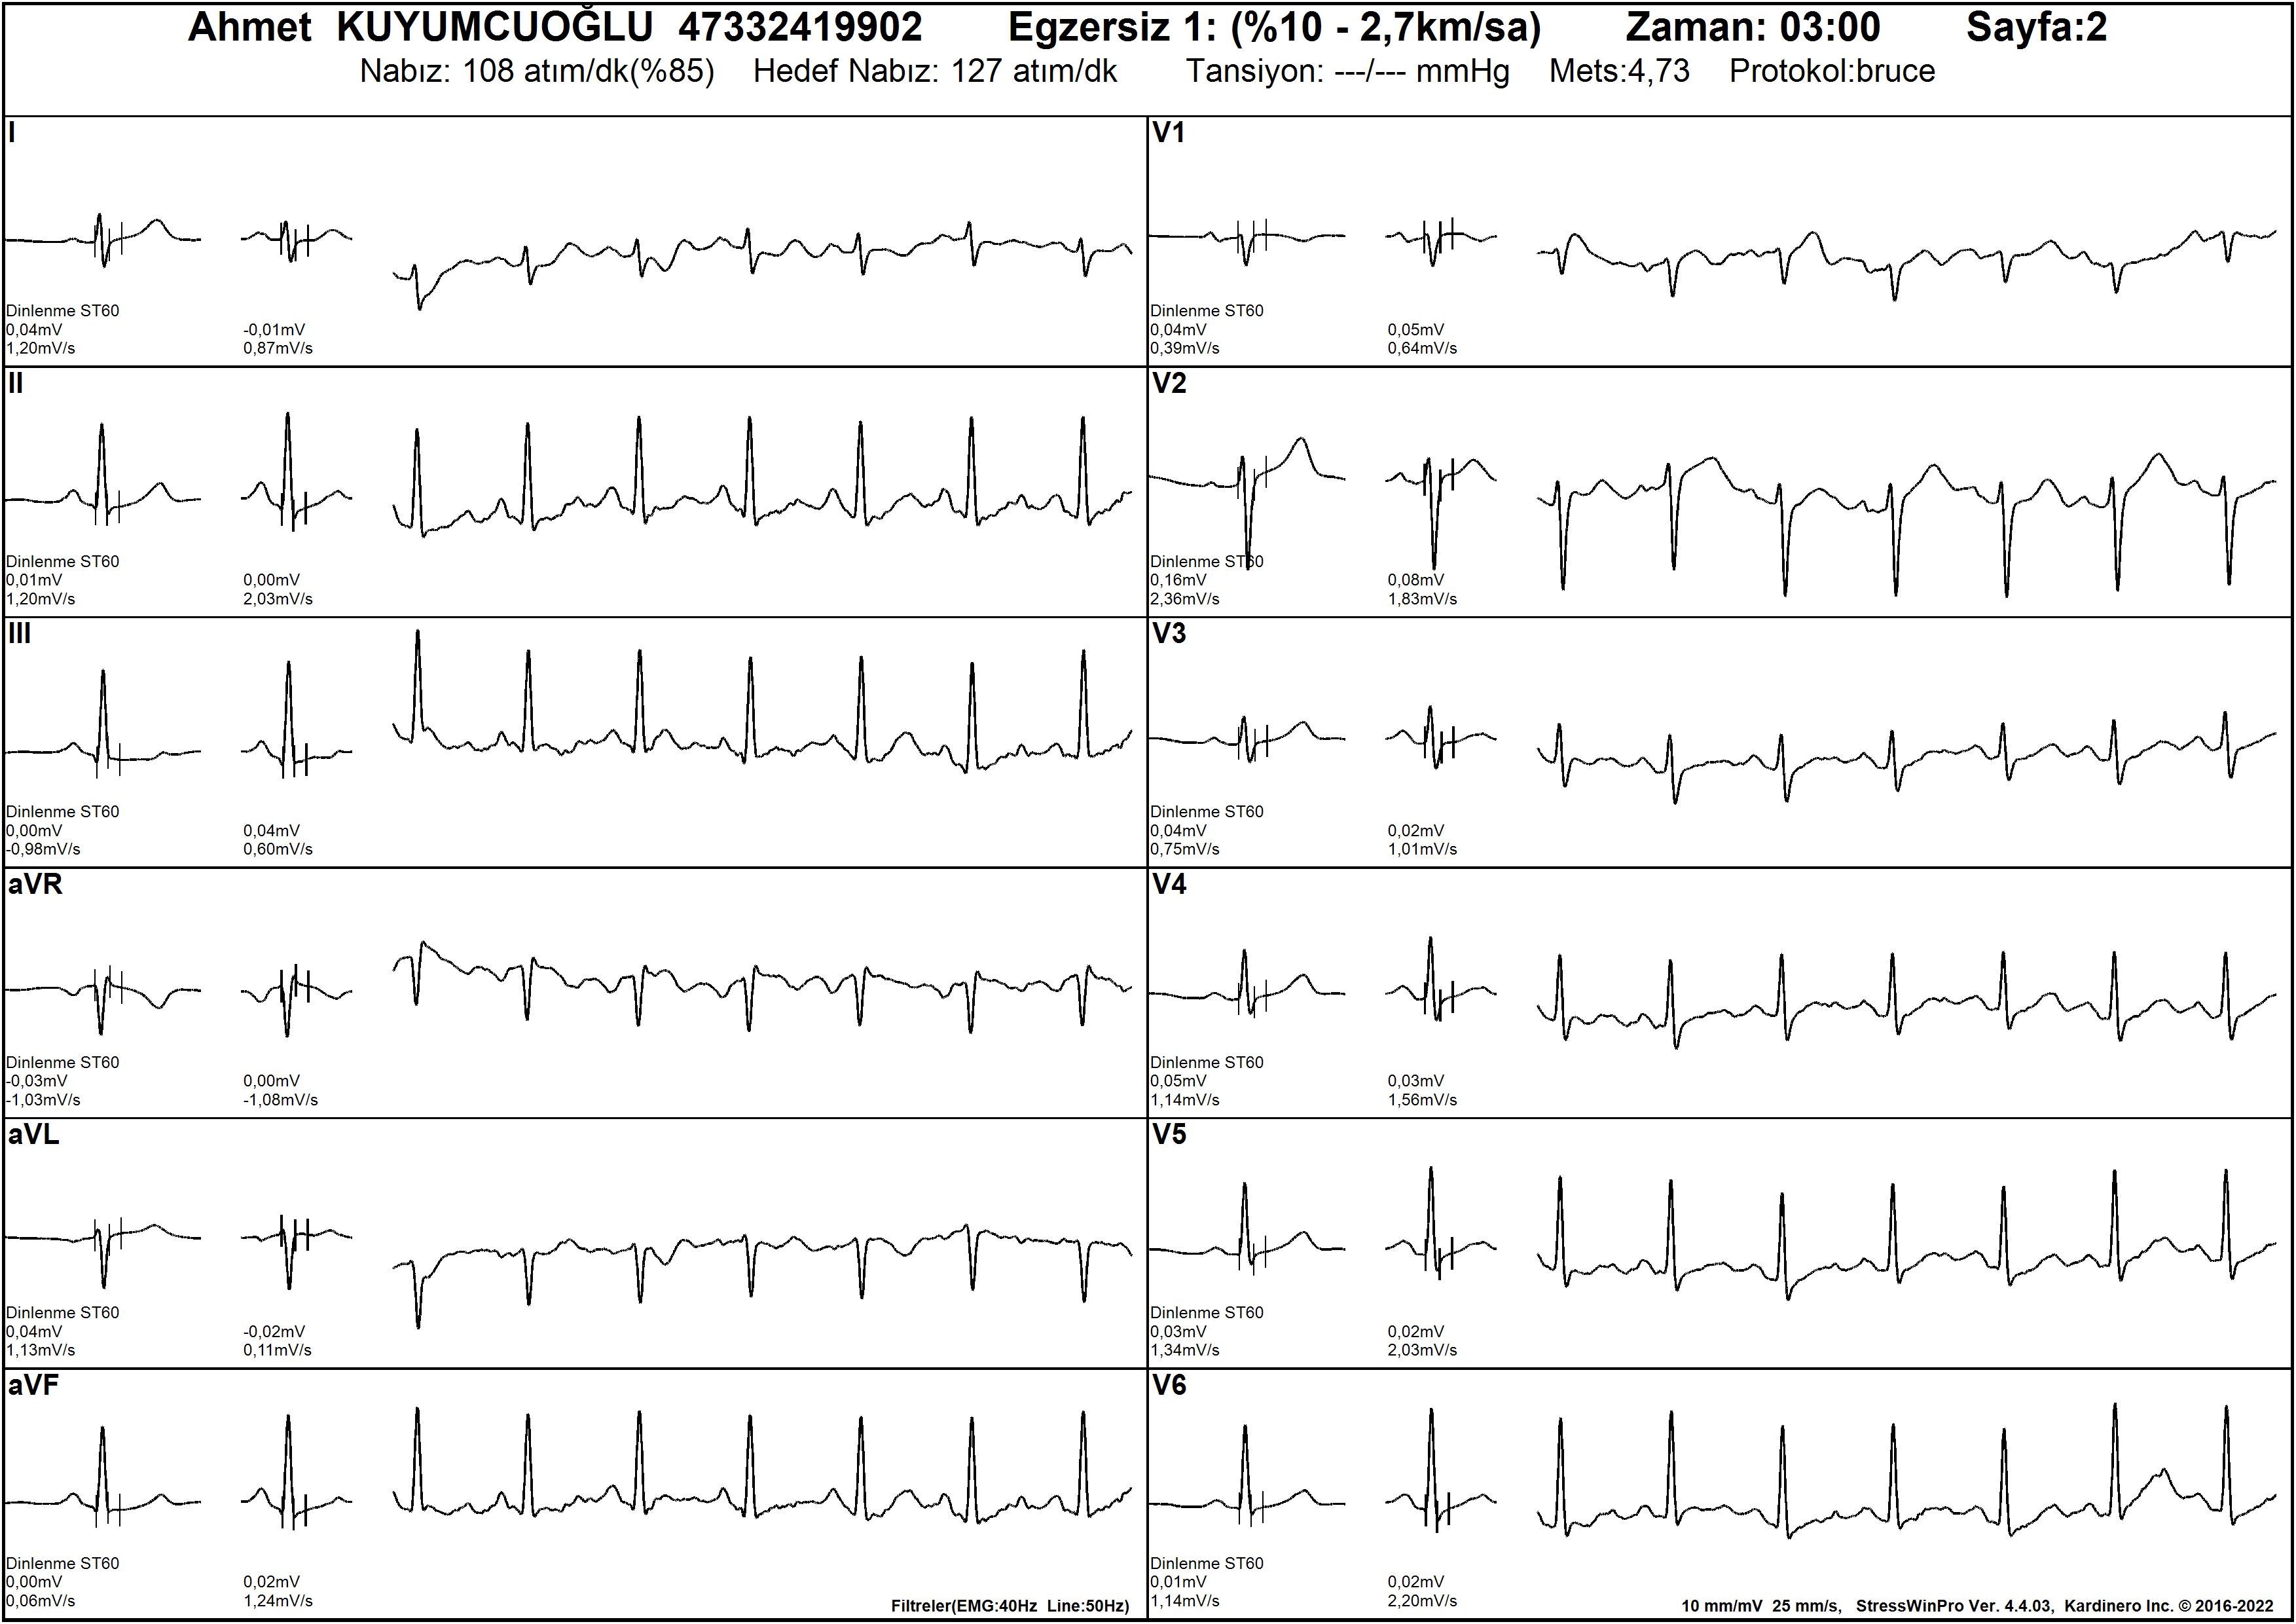 Ahmet KUYUMCUOĞLU 47332419902 Egzersiz 1: (%10 - 2,7km/sa) Zaman: 03:00 Sayfa:2
Nabız: 108 atım/dk(%85) Hedef Nabız: 127 atım/dk Tansiyon: ---/--- mmHg Mets:4,73 Protokol:bruce
I
Dinlenme ST60
0,04mV -0,01mV
1,20mV/s 0,87mV/s
II
Dinlenme ST60
0,01mV 0,00mV
1,20mV/s 2,03mV/s
III
Dinlenme ST60
0,00mV 0,04mV
-0,98mV/s 0,60mV/s
aVR
Dinlenme ST60
-0,03mV 0,00mV
-1,03mV/s -1,08mV/s
aVL
Dinlenme ST60
0,04mV -0,02mV
1,13mV/s 0,11mV/s
aVF
Dinlenme ST60
0,00mV 0,02mV
0,06mV/s 1,24mV/s
Filtreler(EMG:40Hz Line:50Hz)
V1
Dinlenme ST60
0,04mV 0,05mV
0,39mV/s 0,64mV/s
V2
Dinlenme ST60
0,16mV 0,08mV
2,36mV/s 1,83mV/s
V3
Dinlenme ST60
0,04mV 0,02mV
0,75mV/s 1,01mV/s
V4
Dinlenme ST60
0,05mV 0,03mV
1,14mV/s 1,56mV/s
V5
Dinlenme ST60
0,03mV 0,02mV
1,34mV/s 2,03mV/s
V6
Dinlenme ST60
0,01mV 0,02mV
1,14mV/s 2,20mV/s
10 mm/mV 25 mm/s, StressWinPro Ver. 4.4.03, Kardinero Inc. © 2016-2022